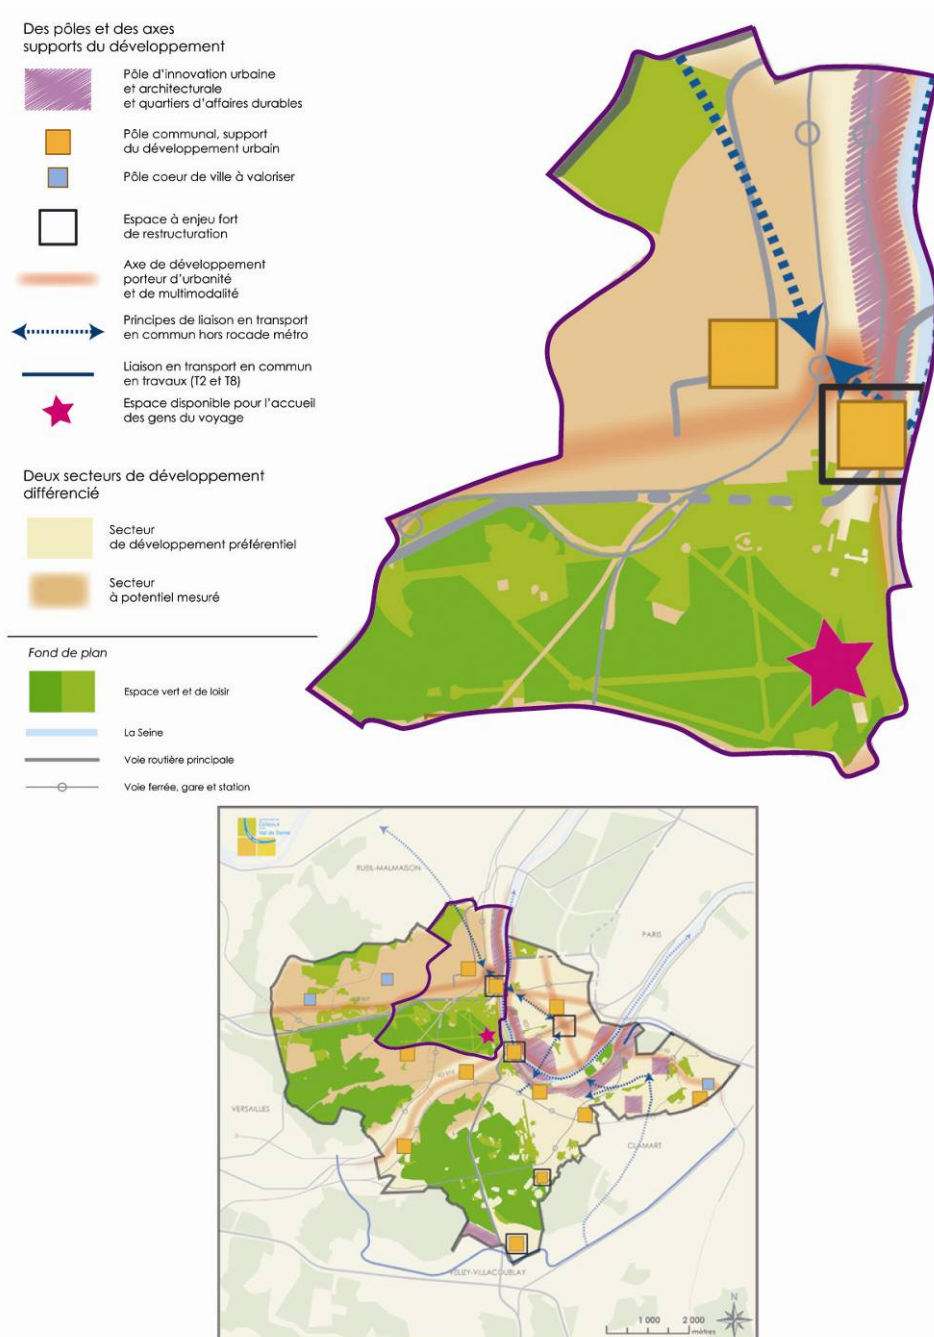 Des pôles et des axes
supports du développement
Pôle d'innovation urbaine
et architecturale
et quartiers d'affaires durables
Pôle communal, support
du développement urbain
Pôle coeur de ville à valoriser
Espace à enjeu fort
de restructuration
Axe de développement
porteur d'urbanité
et de multimodalité
Principes de liaison en transport
en commun hors rocade métro
Liaison en transport en commun
en travaux (T2 et T8)
Espace disponible pour l'accueil
des gens du voyage
Deux secteurs de développement
différencié
Secteur
de développement préférentiel
Secteur
à potentiel mesuré
Fond de plan
Espace vert et de loisir
La Seine
Voie routière principale
Voie ferrée, gare et station
Val de Seine
RUEIL-MALMAISON
PARIS
VERSAILLES
CLAMART
VELIZY-VILLACOUBLAY
N
1 000
2 000
mètres